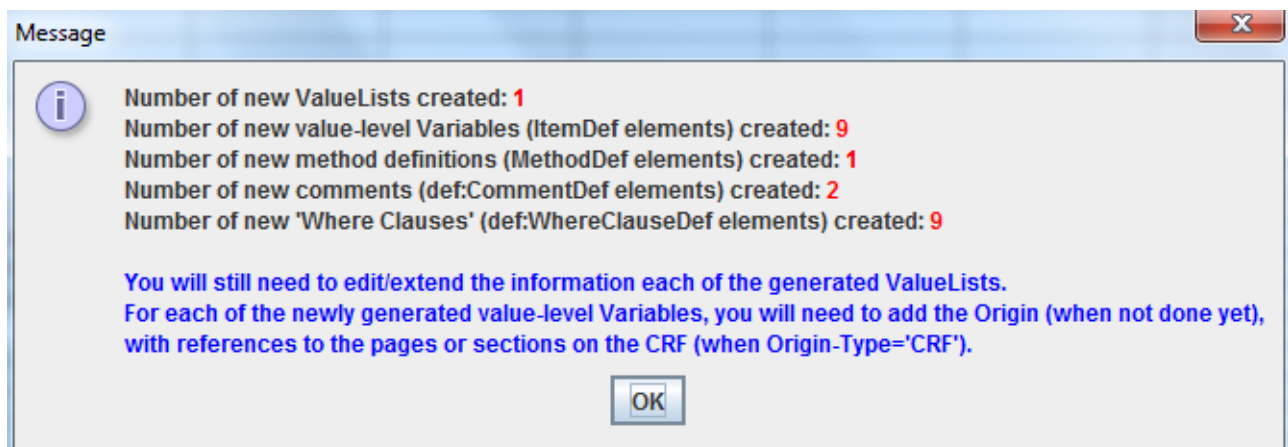 Message
Number of new ValueLists created: 1
Number of new value-level Variables (ItemDef elements) created: 9
Number of new method definitions (MethodDef elements) created: 1
Number of new comments (def:CommentDef elements) created: 2
Number of new 'Where Clauses' (def:WhereClauseDef elements) created: 9
You will still need to edit/extend the information each of the generated ValueLists.
For each of the newly generated value-level Variables, you will need to add the Origin (when not done yet),
with references to the pages or sections on the CRF (when Origin-Type='CRF').
OK